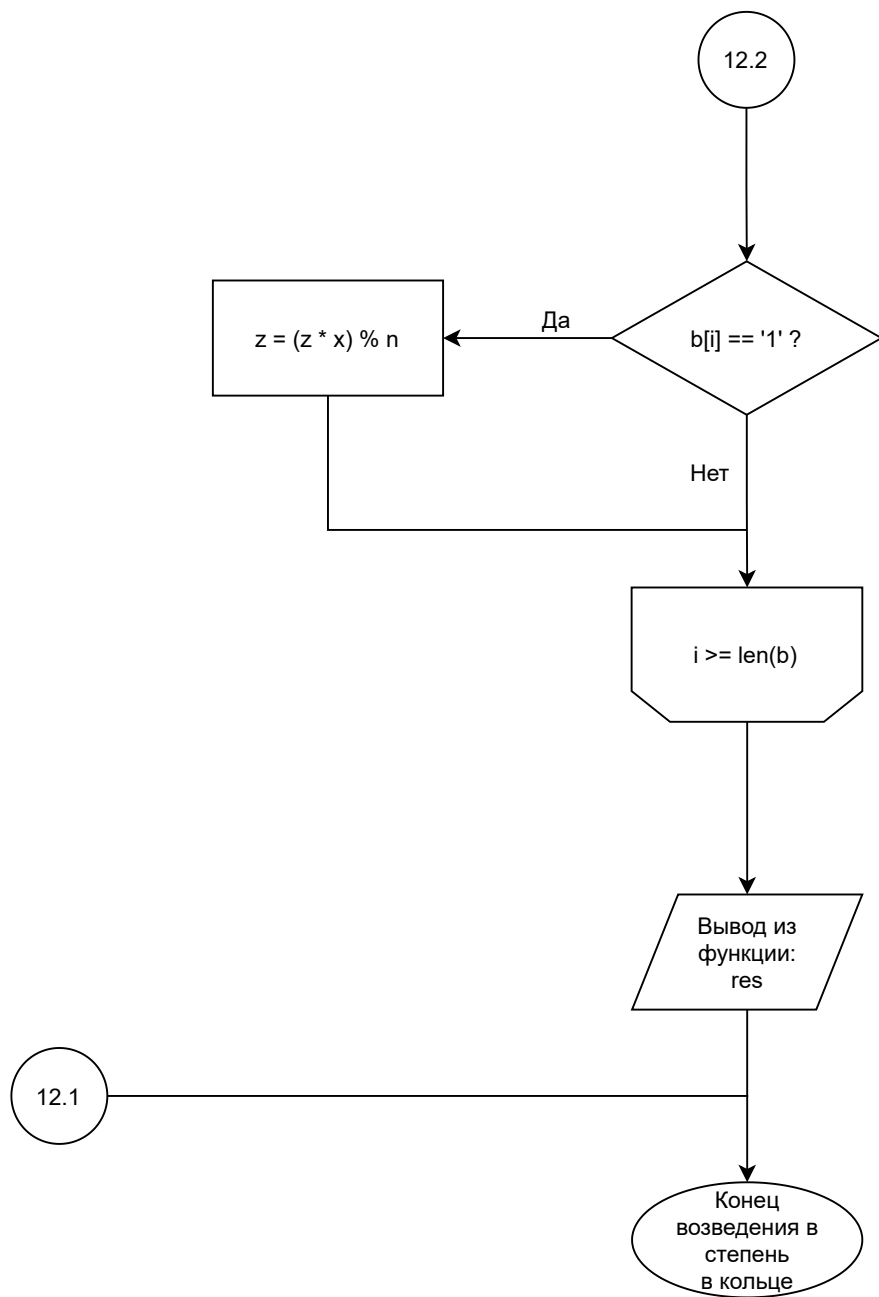 12.2
Да
b[i] == '1' ?
z = (z * x) % n
Нет
i >= len(b)
Вывод из
функции:
res
12.1
Конец
возведения в
степень
в кольце